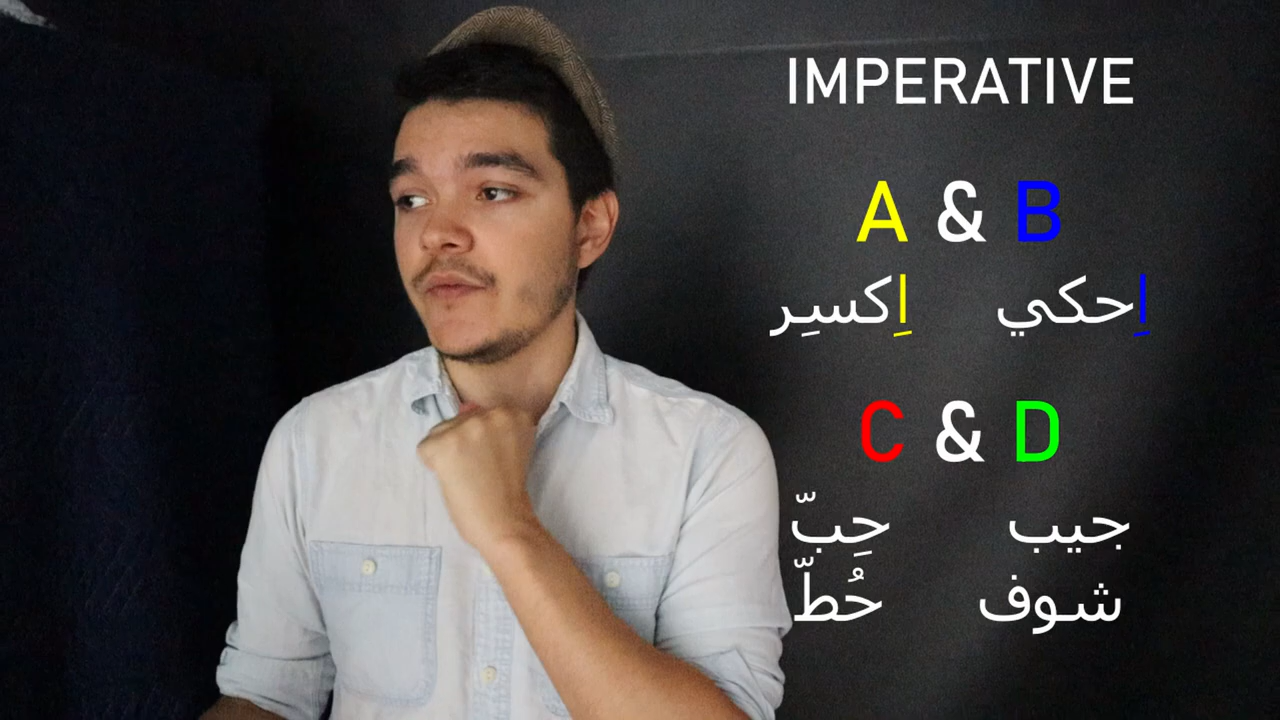 IMPERATIVE
A & B
اِحكي اِكسِر
C & D
جيب حِبّ
شوف حُطّ